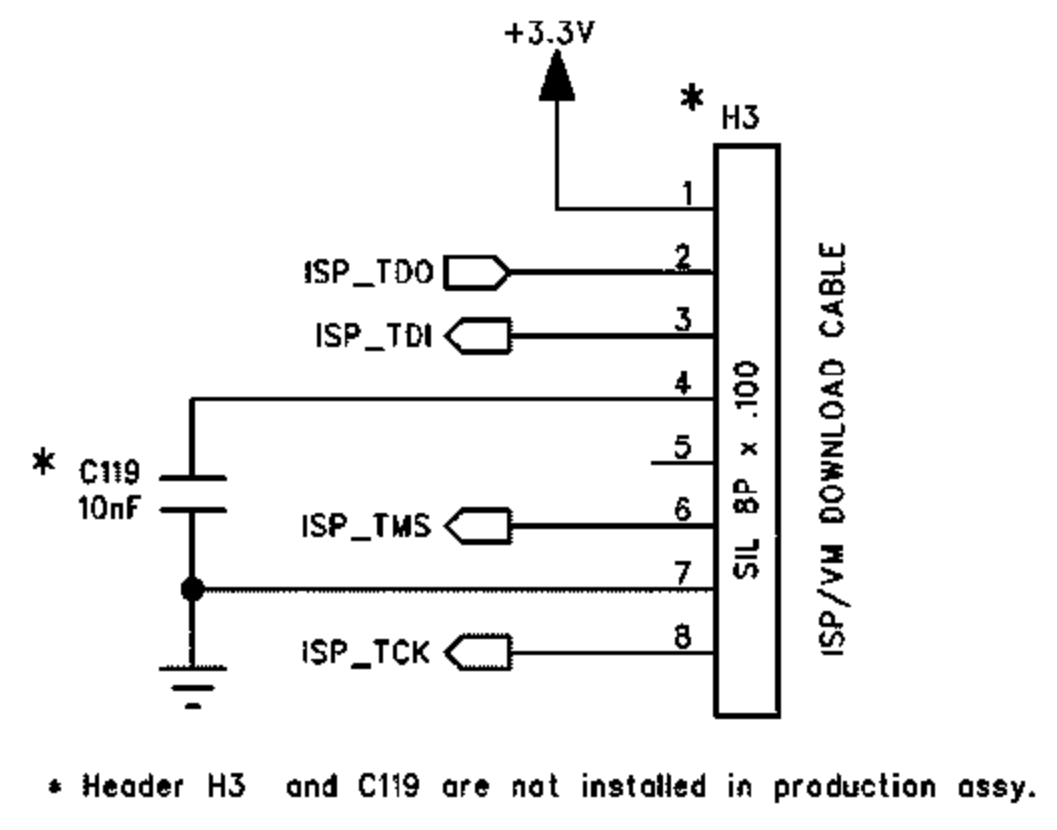 +3.3V
* H3
1
ISP_TDO 2
ISP_TDI 3
4
* C119
10nF
5
ISP_TMS 6
7
ISP_TCK 8
SIL 8P x .100
ISP/VM DOWNLOAD CABLE
* Header H3 and C119 are not installed in production assy.